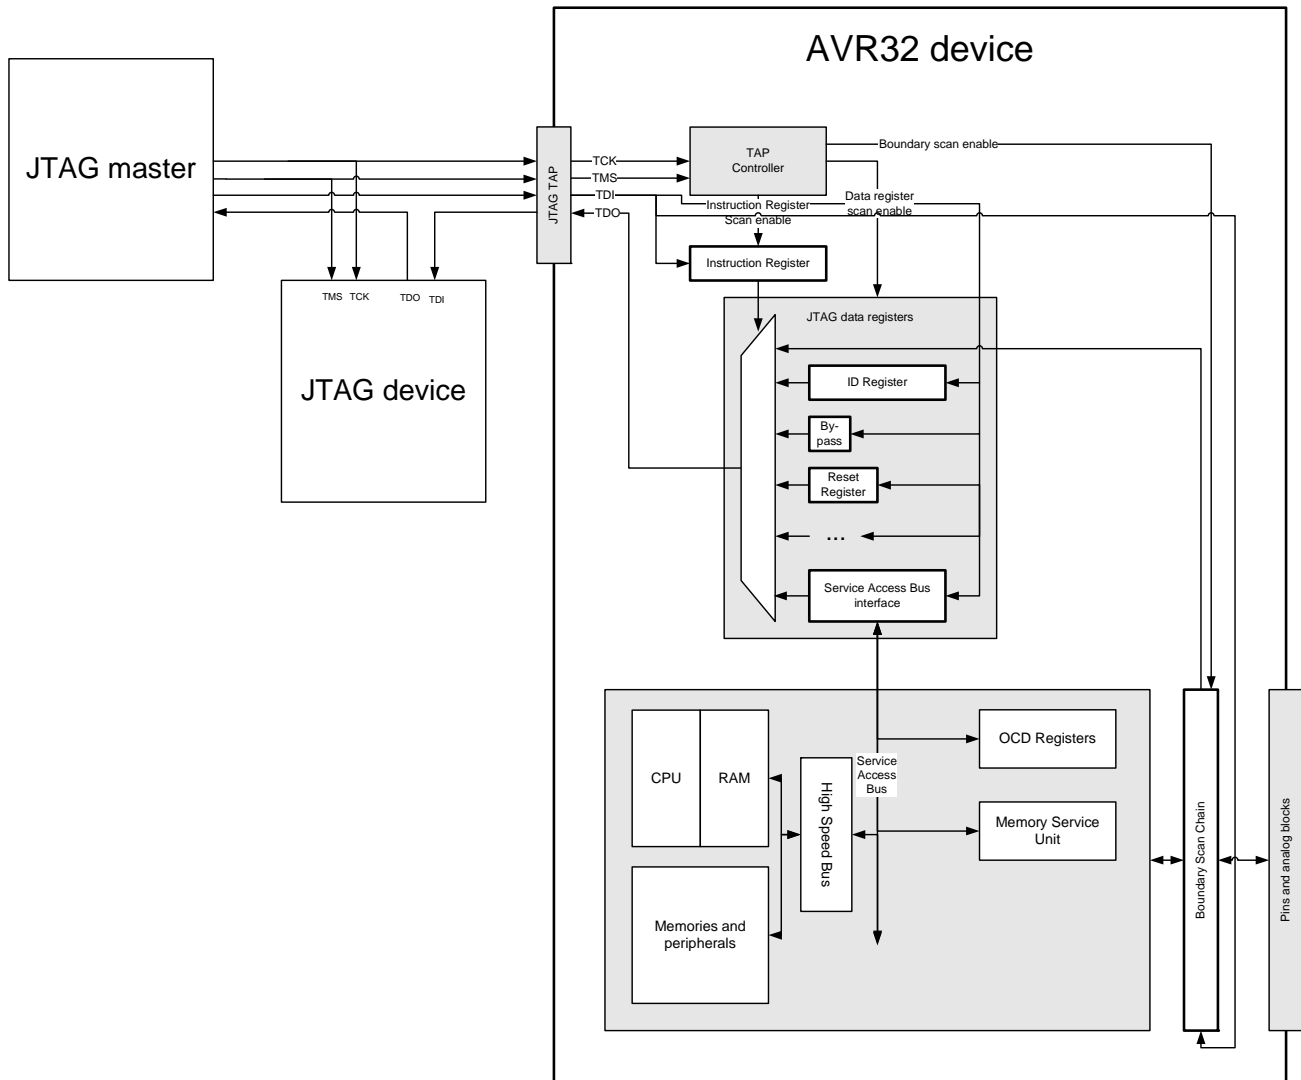 AVR32 device
JTAG master
JTAG TAP
TCK
TMS
TDI
TDO
TAP
Controller
Boundary scan enable
Instruction Register
Scan enable
Data register
scan enable
Instruction Register
TMS TCK TDO TDI
JTAG device
JTAG data registers
ID Register
By-
pass
Reset
Register
...
Service Access Bus
interface
CPU
RAM
High Speed Bus
Service
Access
Bus
OCD Registers
Memory Service
Unit
Memories and
peripherals
Boundary Scan Chain
Pins and analog blocks